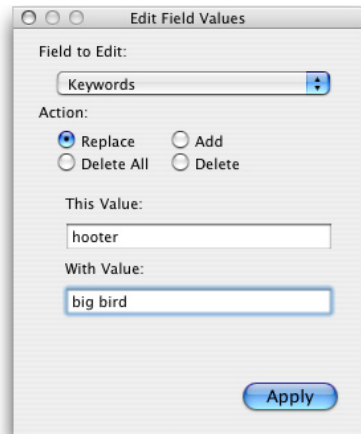 Edit Field Values
Field to Edit:
Keywords
Action:
Replace Add
Delete All Delete
This Value:
hooter
With Value:
big bird
Apply